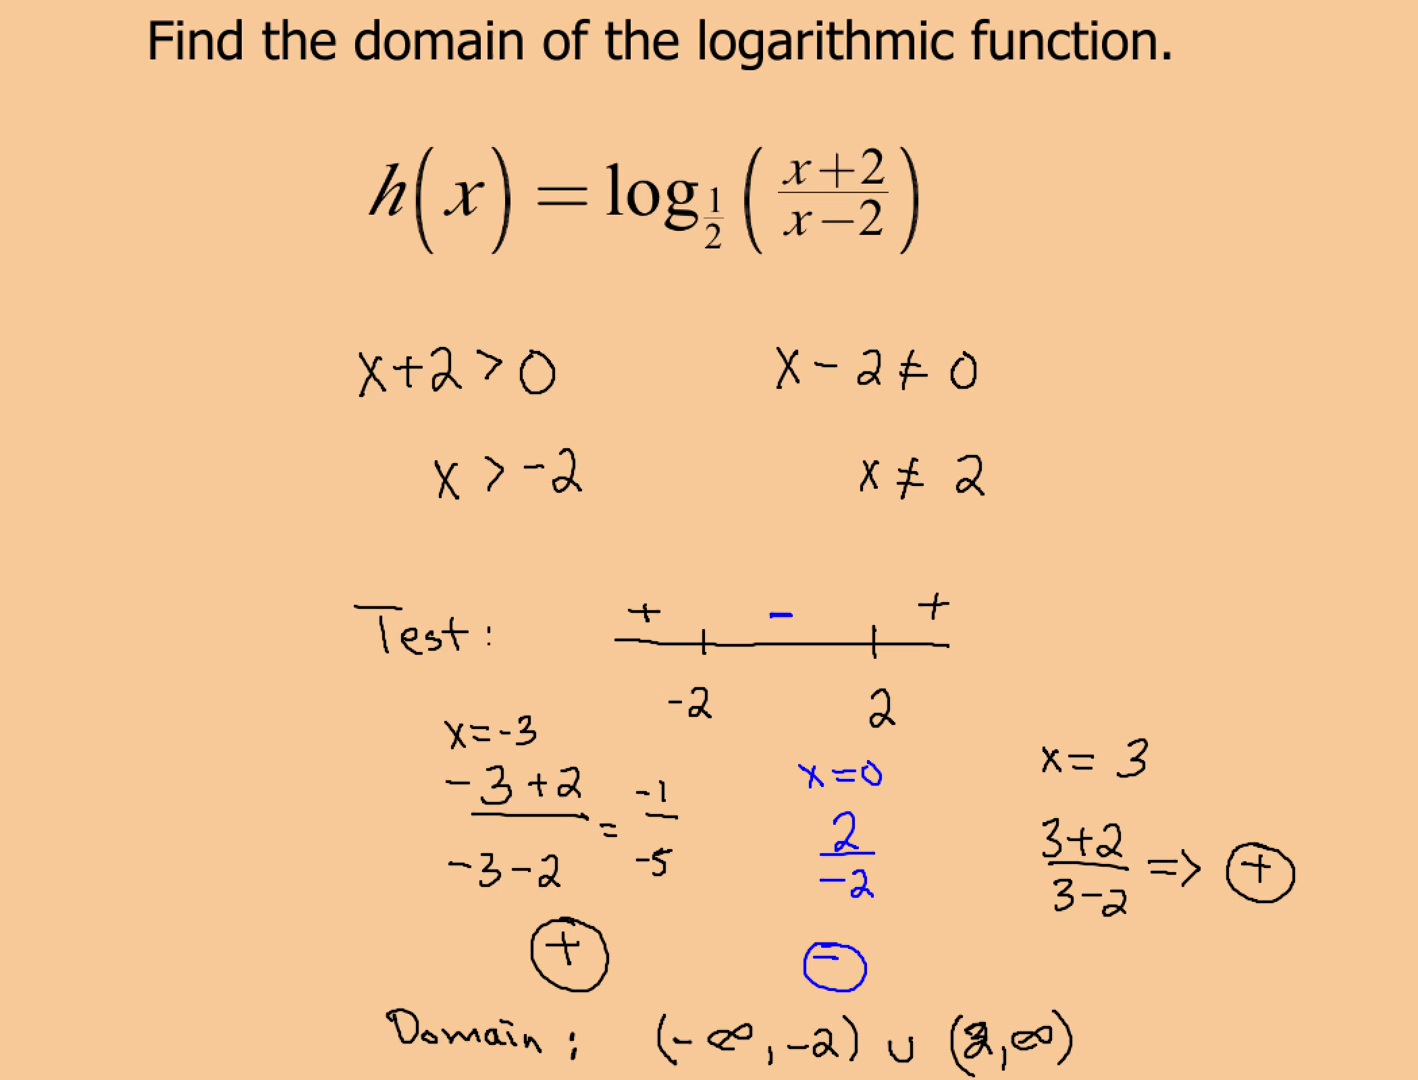 Find the domain of the logarithmic function.
h(x) = log_{1/2} ( (x+2)/(x−2) )
x+2 > 0    x - 2 ≠ 0
x > -2    x ≠ 2
Test: + - +
-2    2
x = -3    x = 0    x = 3
(-3+2)/(-3-2) = -1/-5    2/-2    (3+2)/(3-2) => +
+    -
Domain: (-∞, -2) ∪ (2, ∞)